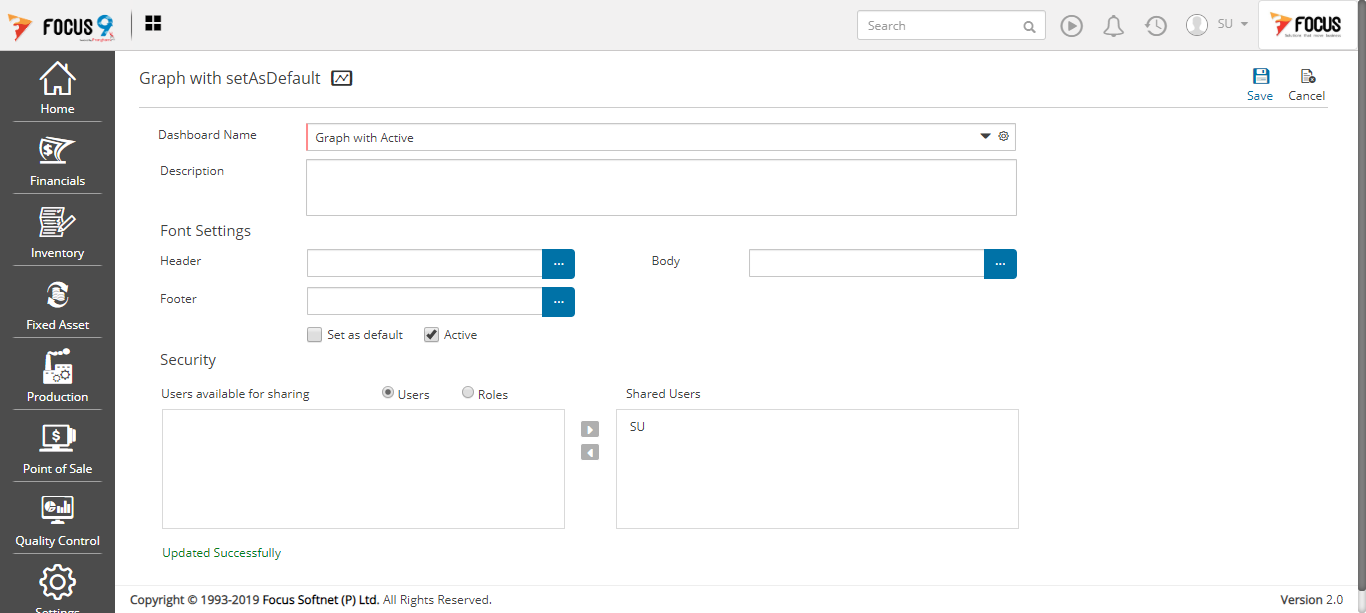 FOCUS 9
Search
SU
FOCUS
Home
Financials
Inventory
Fixed Asset
Production
Point of Sale
Quality Control
Settings
Graph with setAsDefault
Save
Cancel
Dashboard Name
Graph with Active
Description
Font Settings
Header
...
Body
...
Footer
...
Set as default
Active
Security
Users available for sharing
Users
Roles
Shared Users
SU
Updated Successfully
Copyright © 1993-2019 Focus Softnet (P) Ltd. All Rights Reserved.
Version 2.0